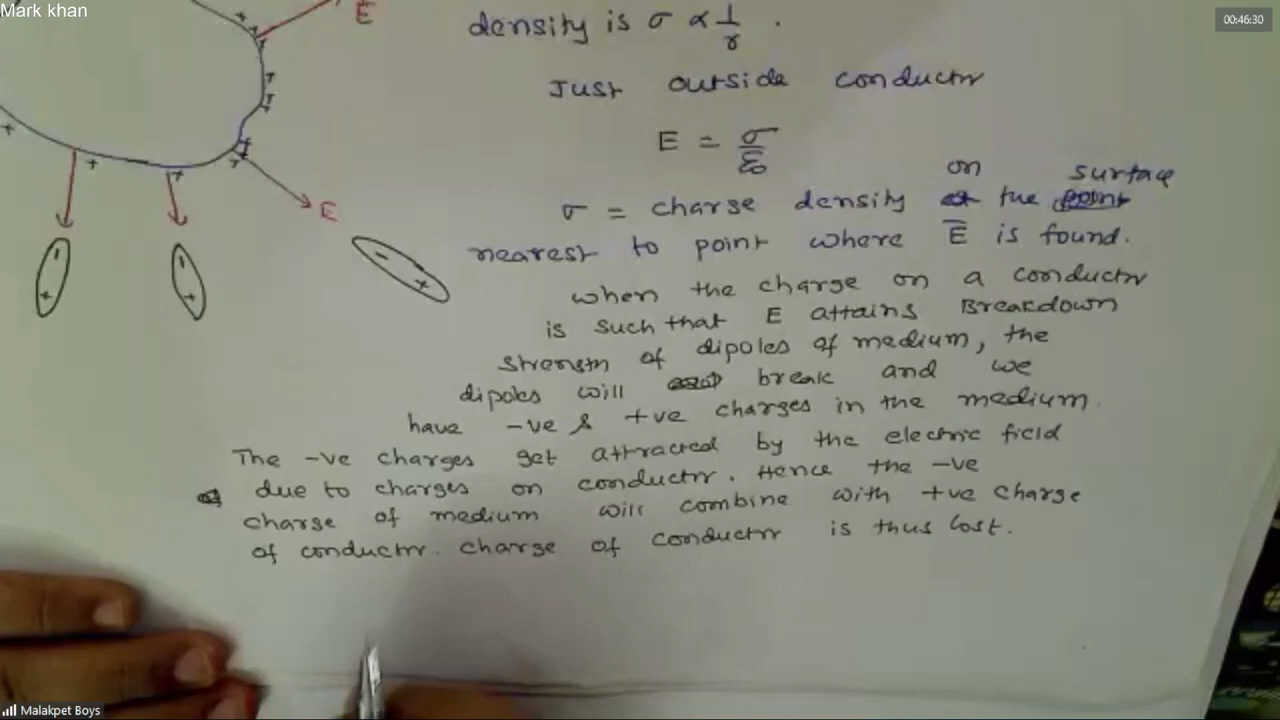 Mark khan
00:46:30
E
density is σ ∝ 1/r .
Just outside conductr
E = σ/ε0
on surface
σ = charge density the
nearest to point where E is found.
when the charge on a conductr
is such that E attains Breakdown
strength of dipoles of medium, the
dipoles will break and we
have -ve & +ve charges in the medium.
The -ve charges get attracted by the electric field
due to charges on conductr. Hence the -ve
charge of medium will combine with +ve charge
of conductr. charge of conductr is thus lost.
E
Malakpet Boys